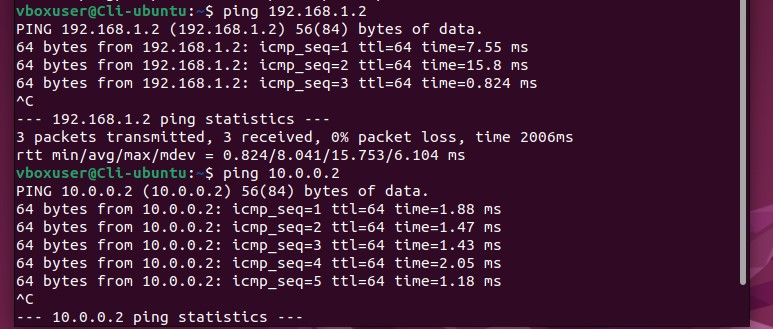 vboxuser@Cli-ubuntu:~$ ping 192.168.1.2
PING 192.168.1.2 (192.168.1.2) 56(84) bytes of data.
64 bytes from 192.168.1.2: icmp_seq=1 ttl=64 time=7.55 ms
64 bytes from 192.168.1.2: icmp_seq=2 ttl=64 time=15.8 ms
64 bytes from 192.168.1.2: icmp_seq=3 ttl=64 time=0.824 ms
^C
--- 192.168.1.2 ping statistics ---
3 packets transmitted, 3 received, 0% packet loss, time 2006ms
rtt min/avg/max/mdev = 0.824/8.041/15.753/6.104 ms
vboxuser@Cli-ubuntu:~$ ping 10.0.0.2
PING 10.0.0.2 (10.0.0.2) 56(84) bytes of data.
64 bytes from 10.0.0.2: icmp_seq=1 ttl=64 time=1.88 ms
64 bytes from 10.0.0.2: icmp_seq=2 ttl=64 time=1.47 ms
64 bytes from 10.0.0.2: icmp_seq=3 ttl=64 time=1.43 ms
64 bytes from 10.0.0.2: icmp_seq=4 ttl=64 time=2.05 ms
64 bytes from 10.0.0.2: icmp_seq=5 ttl=64 time=1.18 ms
^C
--- 10.0.0.2 ping statistics ---